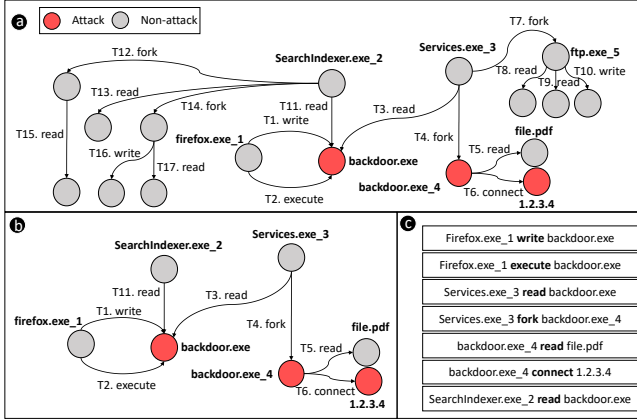 a
Attack
Non-attack
T7. fork
T12. fork
SearchIndexer.exe_2
Services.exe_3
ftp.exe_5
T8. read
T9. read
T10. write
T13. read
T14. fork
T11. read
T3. read
T1. write
firefox.exe_1
T4. fork
file.pdf
T15. read
T5. read
T16. write
T17. read
backdoor.exe
backdoor.exe_4
T6. connect
T2. execute
1.2.3.4
b
SearchIndexer.exe_2
Services.exe_3
T11. read
T3. read
T1. write
firefox.exe_1
T4. fork
file.pdf
backdoor.exe
T5. read
backdoor.exe_4
T2. execute
T6. connect
1.2.3.4
c
Firefox.exe_1 write backdoor.exe
Firefox.exe_1 execute backdoor.exe
Services.exe_3 read backdoor.exe
Services.exe_3 fork backdoor.exe_4
backdoor.exe_4 read file.pdf
backdoor.exe_4 connect 1.2.3.4
SearchIndexer.exe_2 read backdoor.exe